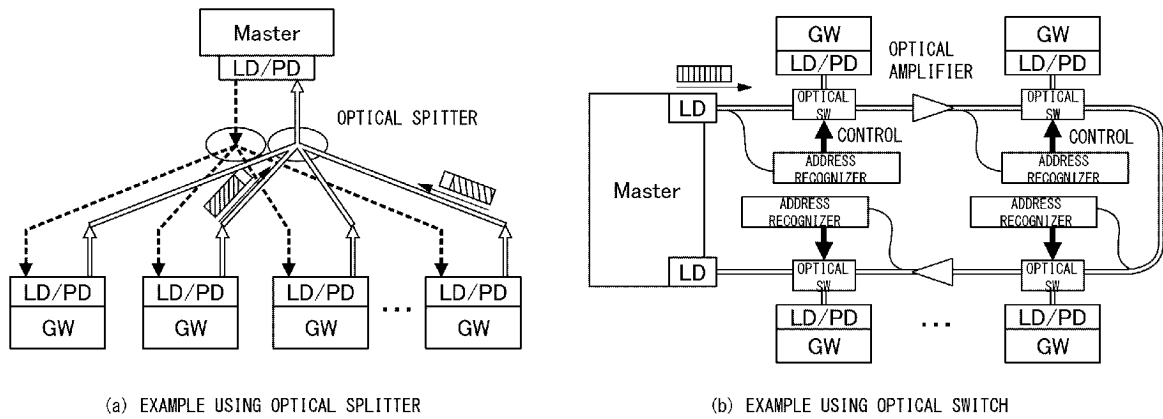 Master
LD/PD
OPTICAL SPITTER
LD/PD
GW
LD/PD
GW
LD/PD
GW
...
LD/PD
GW
(a) EXAMPLE USING OPTICAL SPLITTER
GW
LD/PD
OPTICAL
AMPLIFIER
GW
LD/PD
LD
OPTICAL
SW
OPTICAL
SW
CONTROL
CONTROL
ADDRESS
RECOGNIZER
ADDRESS
RECOGNIZER
Master
ADDRESS
RECOGNIZER
ADDRESS
RECOGNIZER
LD
OPTICAL
SW
OPTICAL
SW
LD/PD
GW
...
LD/PD
GW
(b) EXAMPLE USING OPTICAL SWITCH